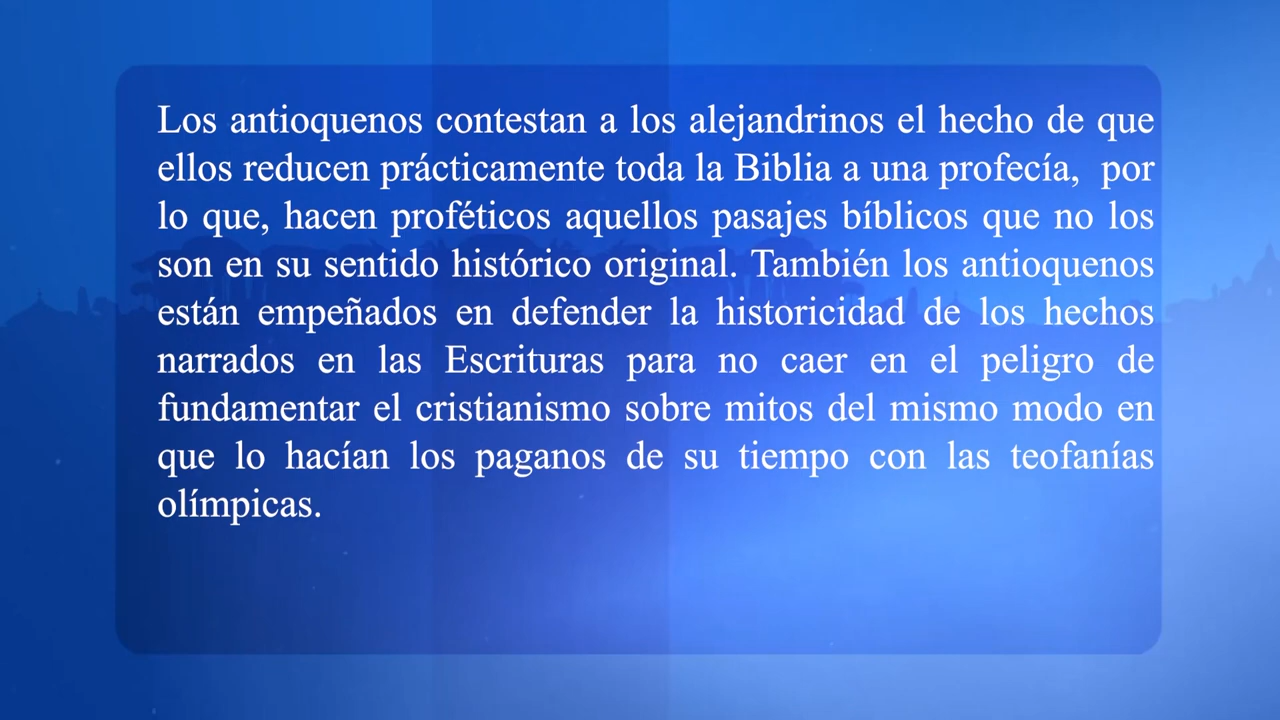 Los antioquenos contestan a los alejandrinos el hecho de que
ellos reducen prácticamente toda la Biblia a una profecía,  por
lo que, hacen proféticos aquellos pasajes bíblicos que no los
son en su sentido histórico original. También los antioquenos
están empeñados en defender la historicidad de los hechos
narrados en las Escrituras para no caer en el peligro de
fundamentar el cristianismo sobre mitos del mismo modo en
que lo hacían los paganos de su tiempo con las teofanías
olímpicas.